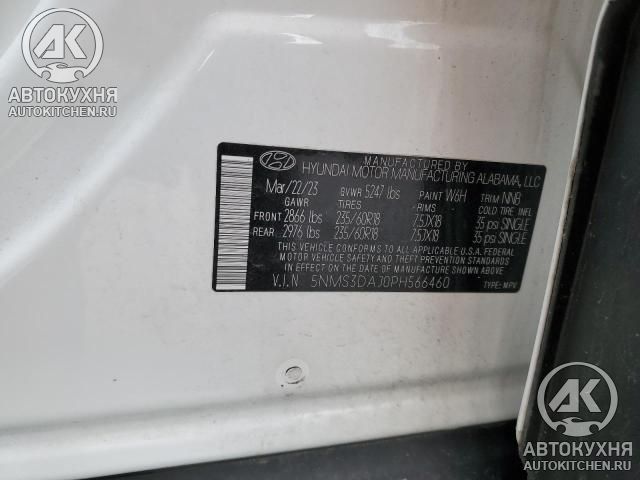 AK
АВТОКУХНЯ
AUTOKITCHEN.RU
MANUFACTURED BY
HYUNDAI MOTOR MANUFACTURING ALABAMA, LLC
Mar/22/23 GVWR 5247 lbs PAINT W6H TRIM NNB
GAWR TIRES RIMS COLD TIRE INFL
FRONT 2866 lbs 235/60R18 7.5JX18 35 psi SINGLE
REAR 2976 lbs 235/60R18 7.5JX18 35 psi SINGLE
THIS VEHICLE CONFORMS TO ALL APPLICABLE U.S.A. FEDERAL
MOTOR VEHICLE SAFETY AND THEFT PREVENTION STANDARDS
IN EFFECT ON THE DATE OF MANUFACTURE SHOWN ABOVE.
V.I.N 5NMS3DAJ0PH566460 TYPE: MPV
AK
АВТОКУХНЯ
AUTOKITCHEN.RU